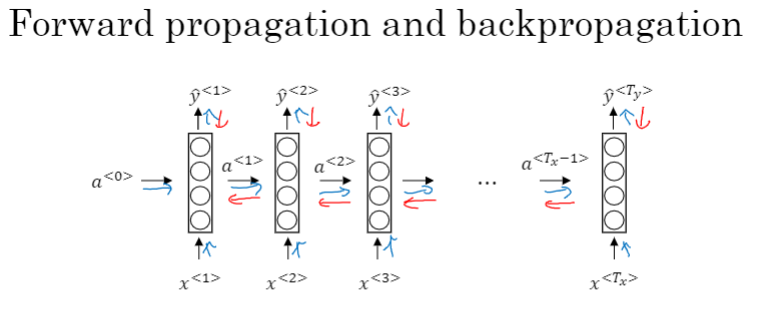 Forward propagation and backpropagation
ŷ<1> ŷ<2> ŷ<3> ŷ<Ty>
a<0> a<1> a<2> ... a<Tx−1>
x<1> x<2> x<3> x<Tx>